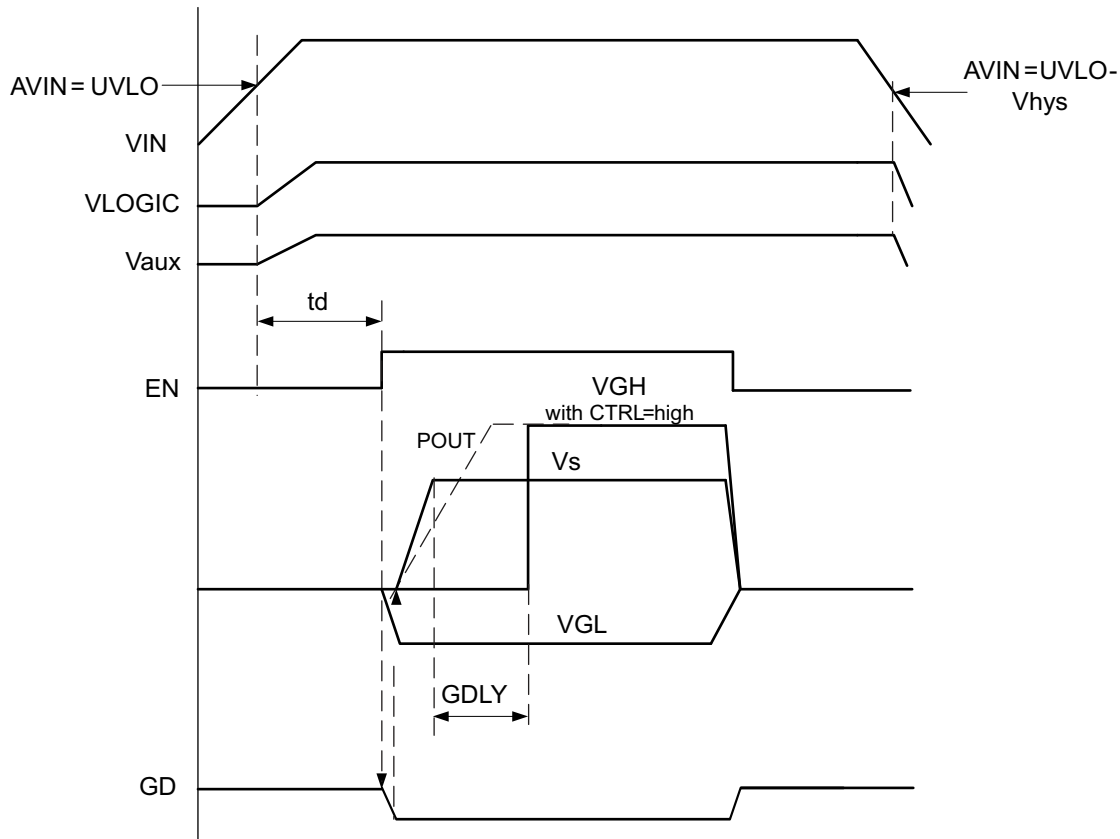 AVIN = UVLO
AVIN=UVLO-
Vhys
VIN
VLOGIC
Vaux
td
EN
VGH
with CTRL=high
POUT
Vs
VGL
GDLY
GD